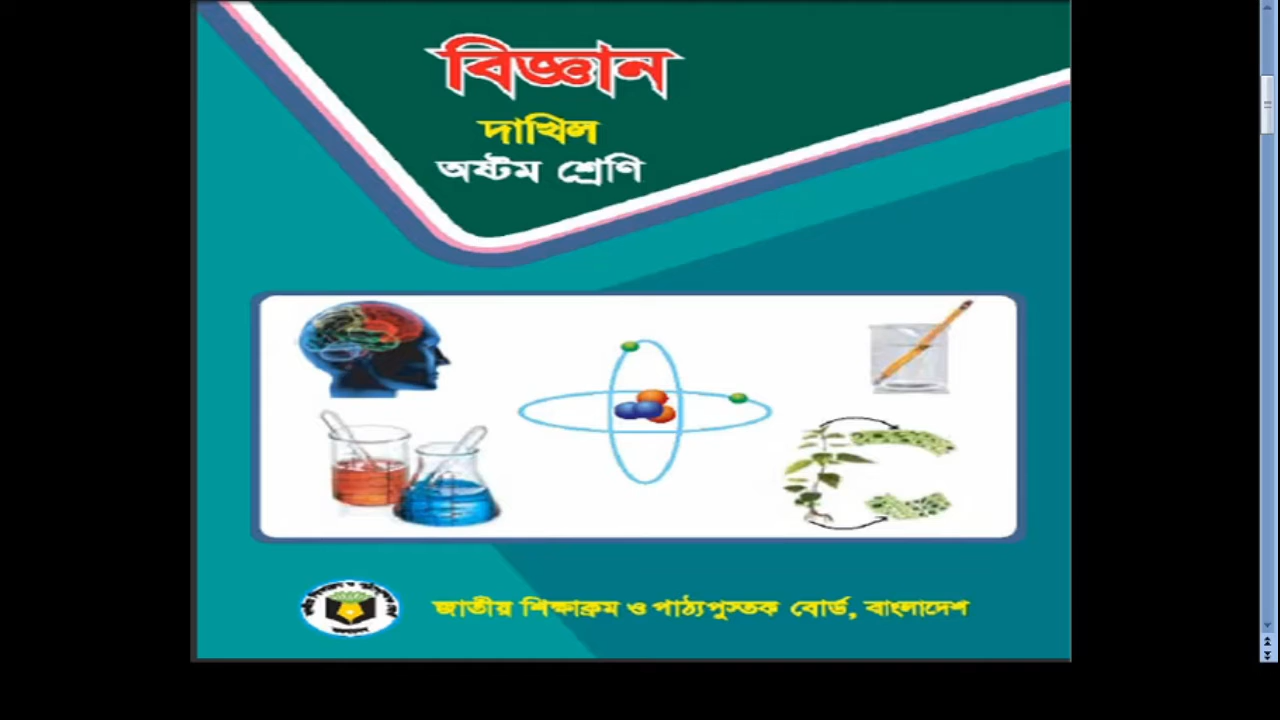 বিজ্ঞান
দাখিল
অষ্টম শ্রেণি
জাতীয় শিক্ষাক্রম ও পাঠ্যপুস্তক বোর্ড, বাংলাদেশ